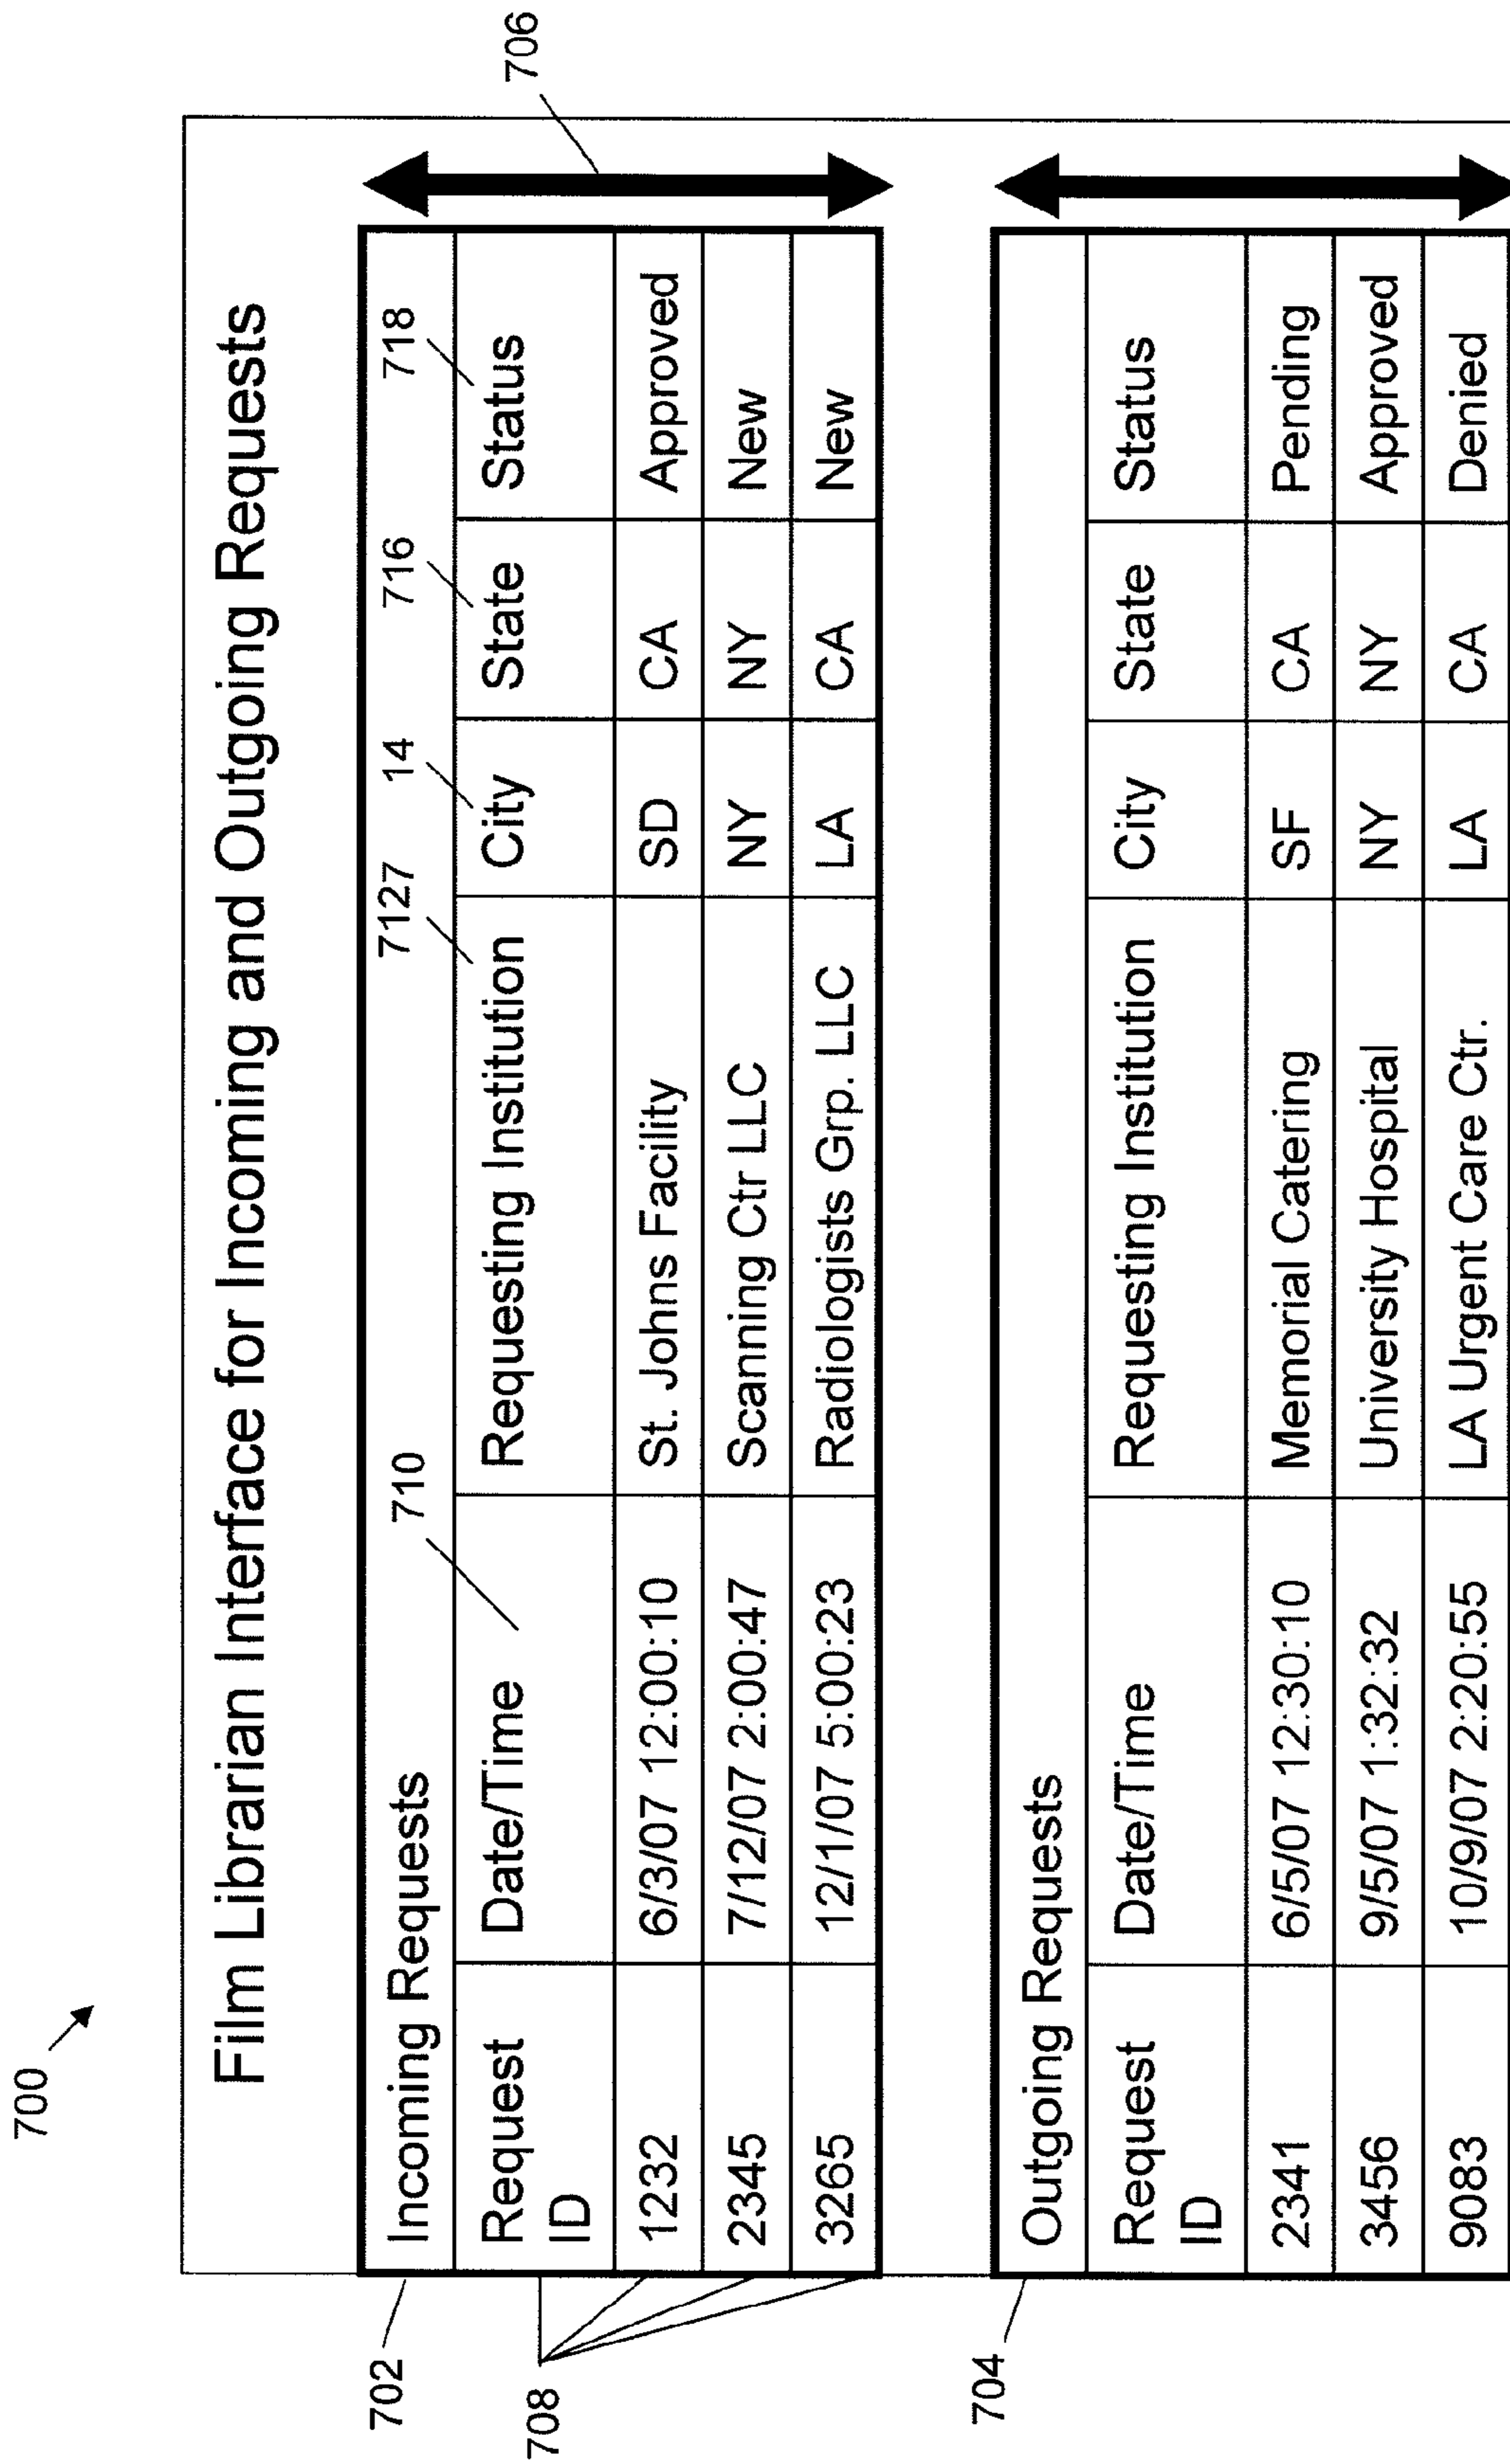 700
Film Librarian Interface for Incoming and Outgoing Requests
702
Incoming Requests
710
7127
14
716
718
706
Request ID Date/Time Requesting Institution City State Status
708
1232 6/3/07 12:00:10 St. Johns Facility SD CA Approved
2345 7/12/07 2:00:47 Scanning Ctr LLC NY NY New
3265 12/1/07 5:00:23 Radiologists Grp. LLC LA CA New
704
Outgoing Requests
Request ID Date/Time Requesting Institution City State Status
2341 6/5/07 12:30:10 Memorial Catering SF CA Pending
3456 9/5/07 1:32:32 University Hospital NY NY Approved
9083 10/9/07 2:20:55 LA Urgent Care Ctr. LA CA Denied